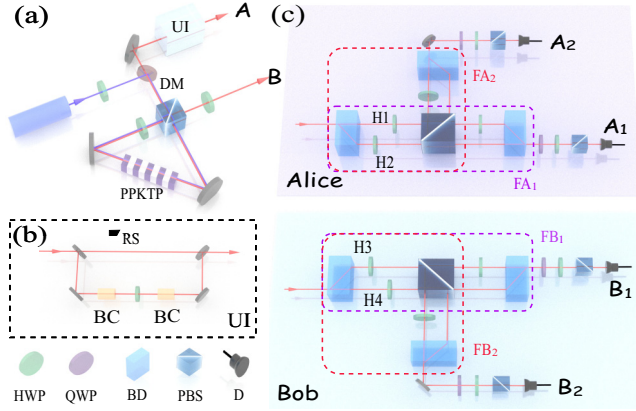 (a)
UI
A
DM
B
PPKTP
(b)
RS
BC
BC
UI
HWP
QWP
BD
PBS
D
(c)
A2
FA2
H1
H2
A1
Alice
FA1
H3
FB1
H4
B1
FB2
Bob
B2